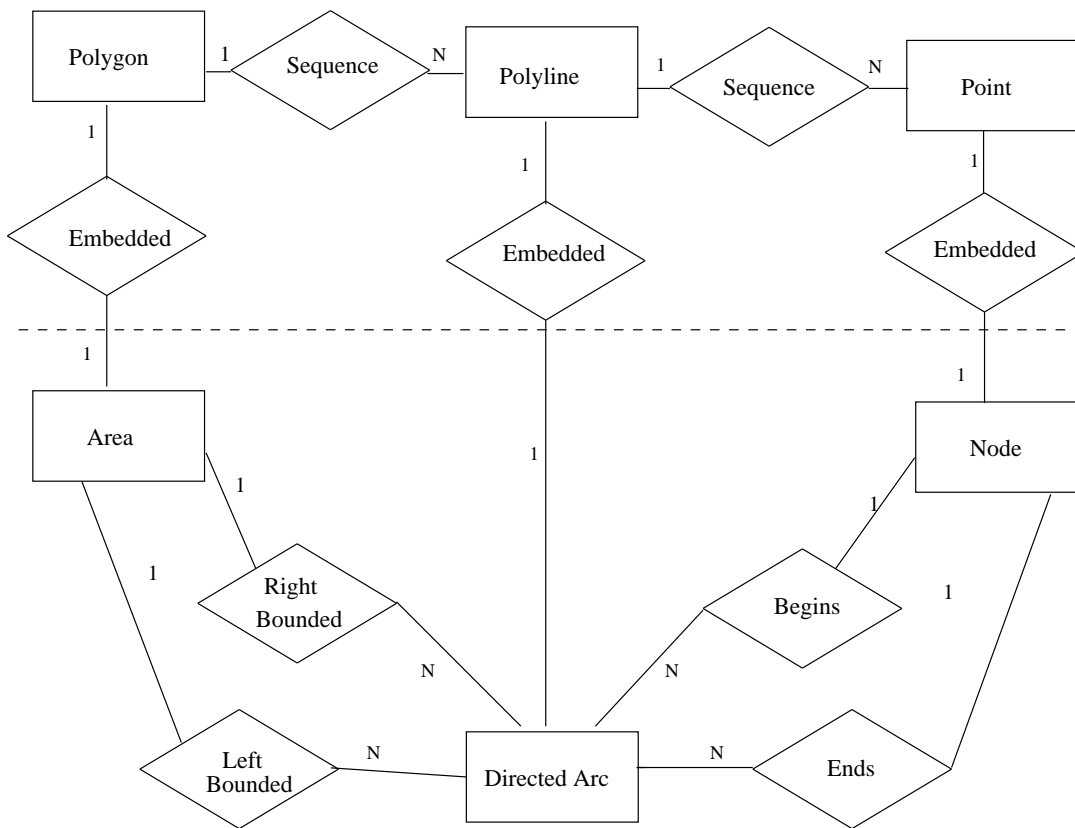 Polygon
1
Sequence
N
Polyline
1
Sequence
N
Point
1
1
1
Embedded
Embedded
Embedded
1
1
1
Area
Node
1
1
1
1
1
Right
Bounded
Begins
N
N
Left
Bounded
N
Directed Arc
N
Ends